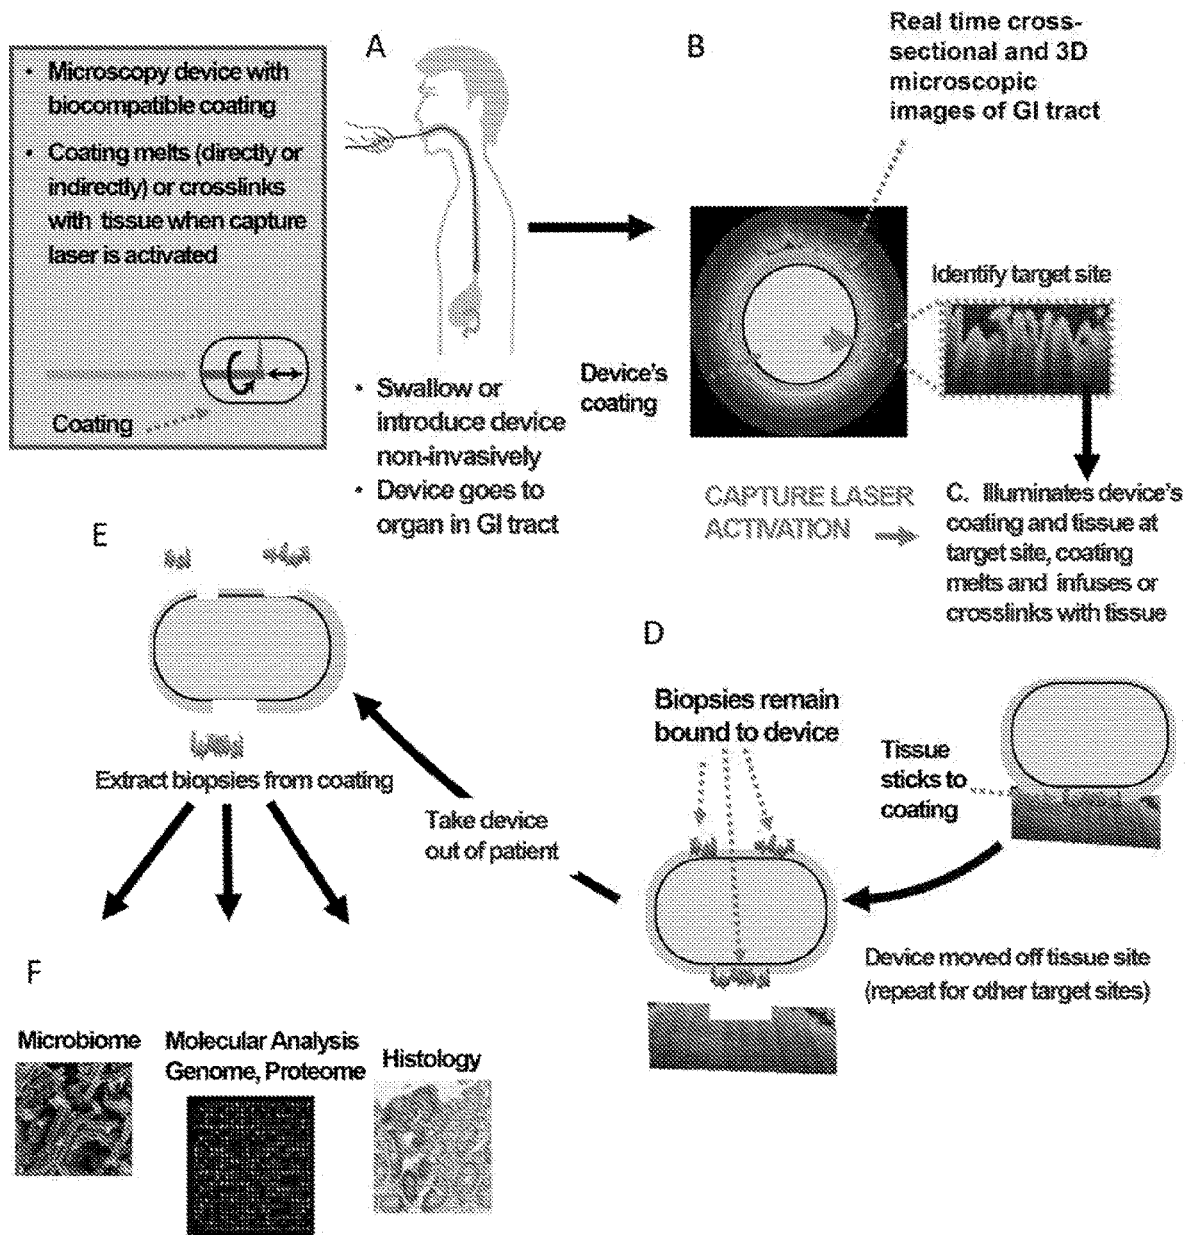 • Microscopy device with
biocompatible coating
• Coating melts (directly or
indirectly) or crosslinks
with tissue when capture
laser is activated
Coating
A
• Swallow or
introduce device
non-invasively
• Device goes to
organ in GI tract
B
Real time cross-
sectional and 3D
microscopic
images of GI tract
Device's
coating
Identify target site
CAPTURE LASER
ACTIVATION
C. Illuminates device's
coating and tissue at
target site, coating
melts and infuses or
crosslinks with tissue
D
Biopsies remain
bound to device
Tissue
sticks to
coating
Device moved off tissue site
(repeat for other target sites)
Take device
out of patient
E
Extract biopsies from coating
F
Microbiome
Molecular Analysis
Genome, Proteome
Histology